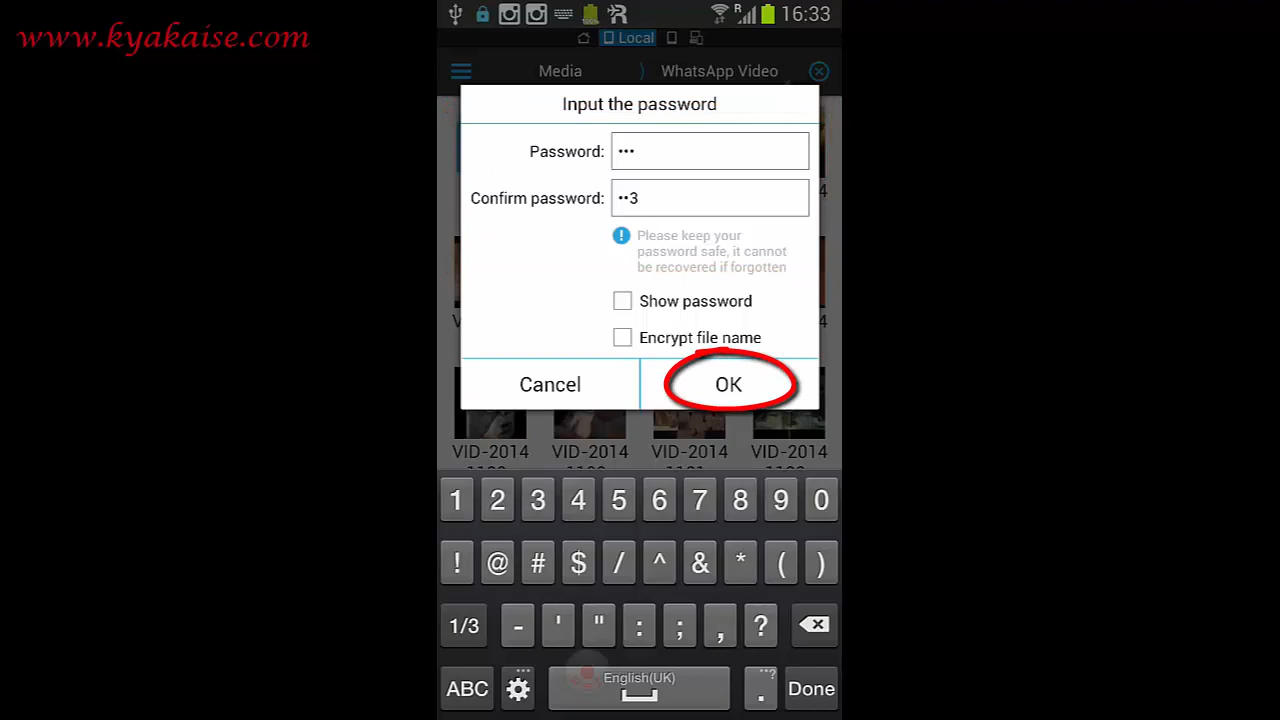 www.kyakaise.com
100%
R
16:33
Local
Media
WhatsApp Video
Input the password
Password: •••
Confirm password: ••3
Please keep your
password safe, it cannot
be recovered if forgotten
Show password
Encrypt file name
Cancel
OK
VID-2014
VID-2014
VID-2014
VID-2014
1 2 3 4 5 6 7 8 9 0
! @ # $ / ^ & * ( )
1/3 - ' " : ; , ?
ABC
English(UK)
. Done